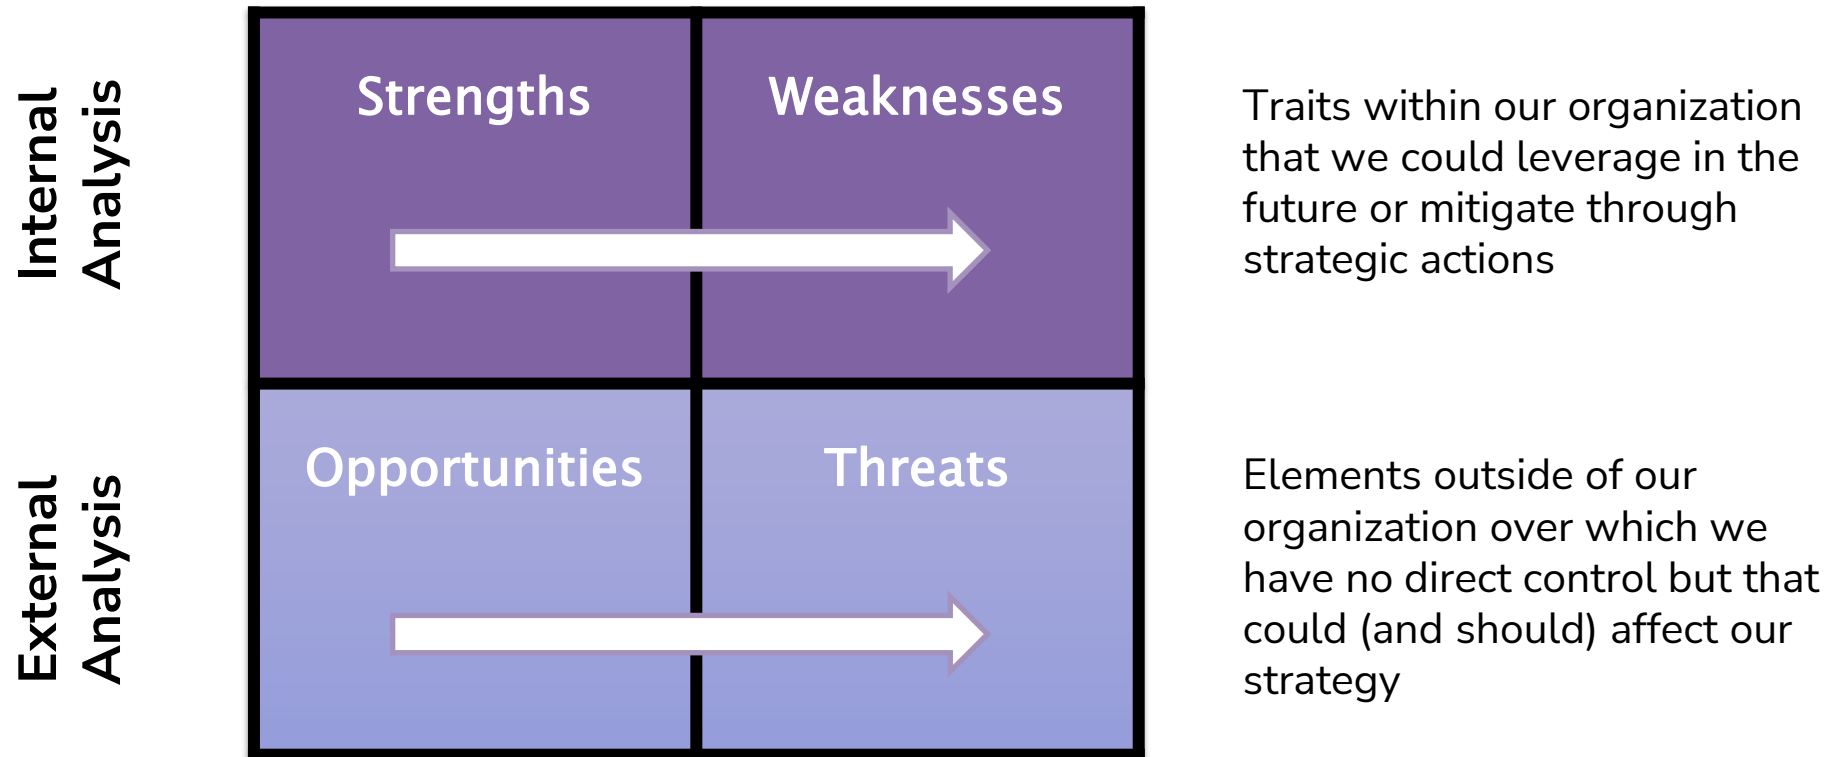 Internal
Analysis
Strengths
Weaknesses
Traits within our organization
that we could leverage in the
future or mitigate through
strategic actions
External
Analysis
Opportunities
Threats
Elements outside of our
organization over which we
have no direct control but that
could (and should) affect our
strategy